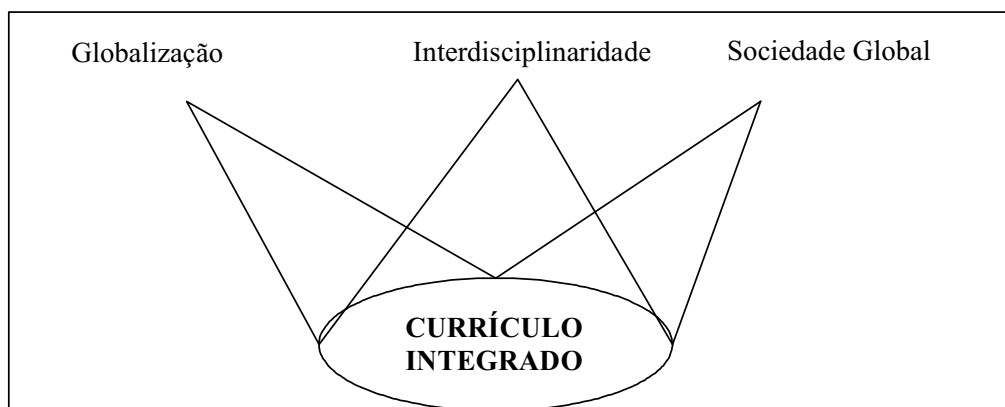 Globalização
Interdisciplinaridade
Sociedade Global
CURRÍCULO
INTEGRADO